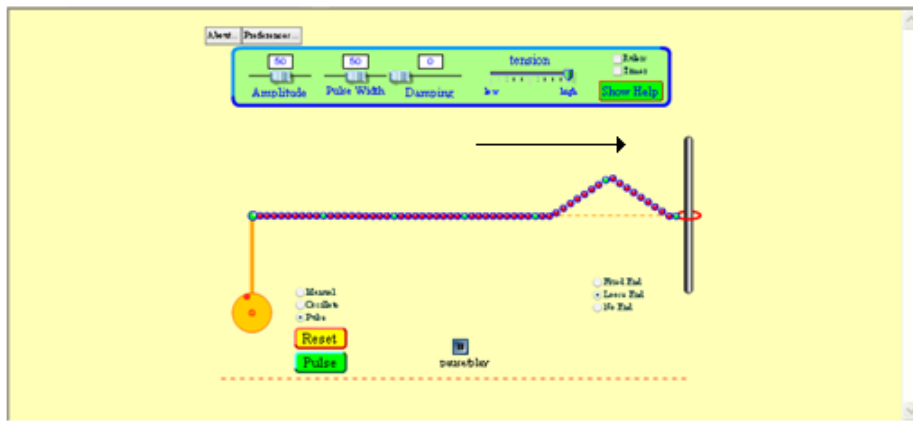 About... Preferences...
50 50 0
tension
Ruler
Timer
Amplitude Pulse Width Damping
low high
Show Help
Manual
Oscillate
Pulse
Fixed End
Loose End
No End
Reset
Pulse
pause/play